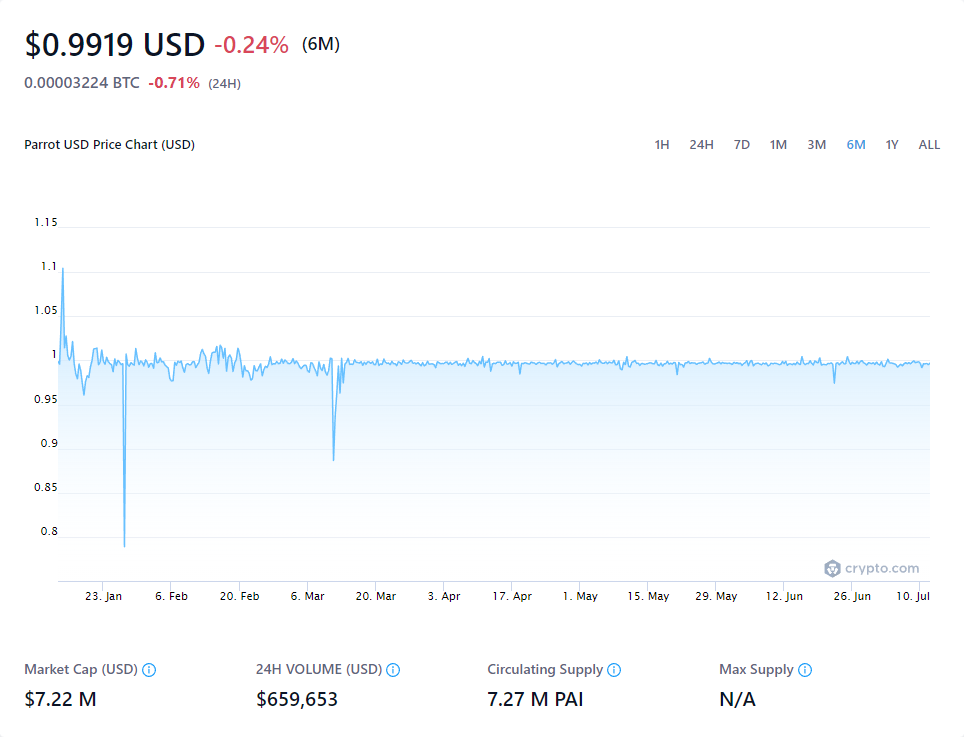 $0.9919 USD -0.24% (6M)
0.00003224 BTC -0.71% (24H)
Parrot USD Price Chart (USD) 1H 24H 7D 1M 3M 6M 1Y ALL
1.15
1.1
1.05
1
0.95
0.9
0.85
0.8
crypto.com
23. Jan 6. Feb 20. Feb 6. Mar 20. Mar 3. Apr 17. Apr 1. May 15. May 29. May 12. Jun 26. Jun 10. Jul
Market Cap (USD) 24H VOLUME (USD) Circulating Supply Max Supply
$7.22 M $659,653 7.27 M PAI N/A